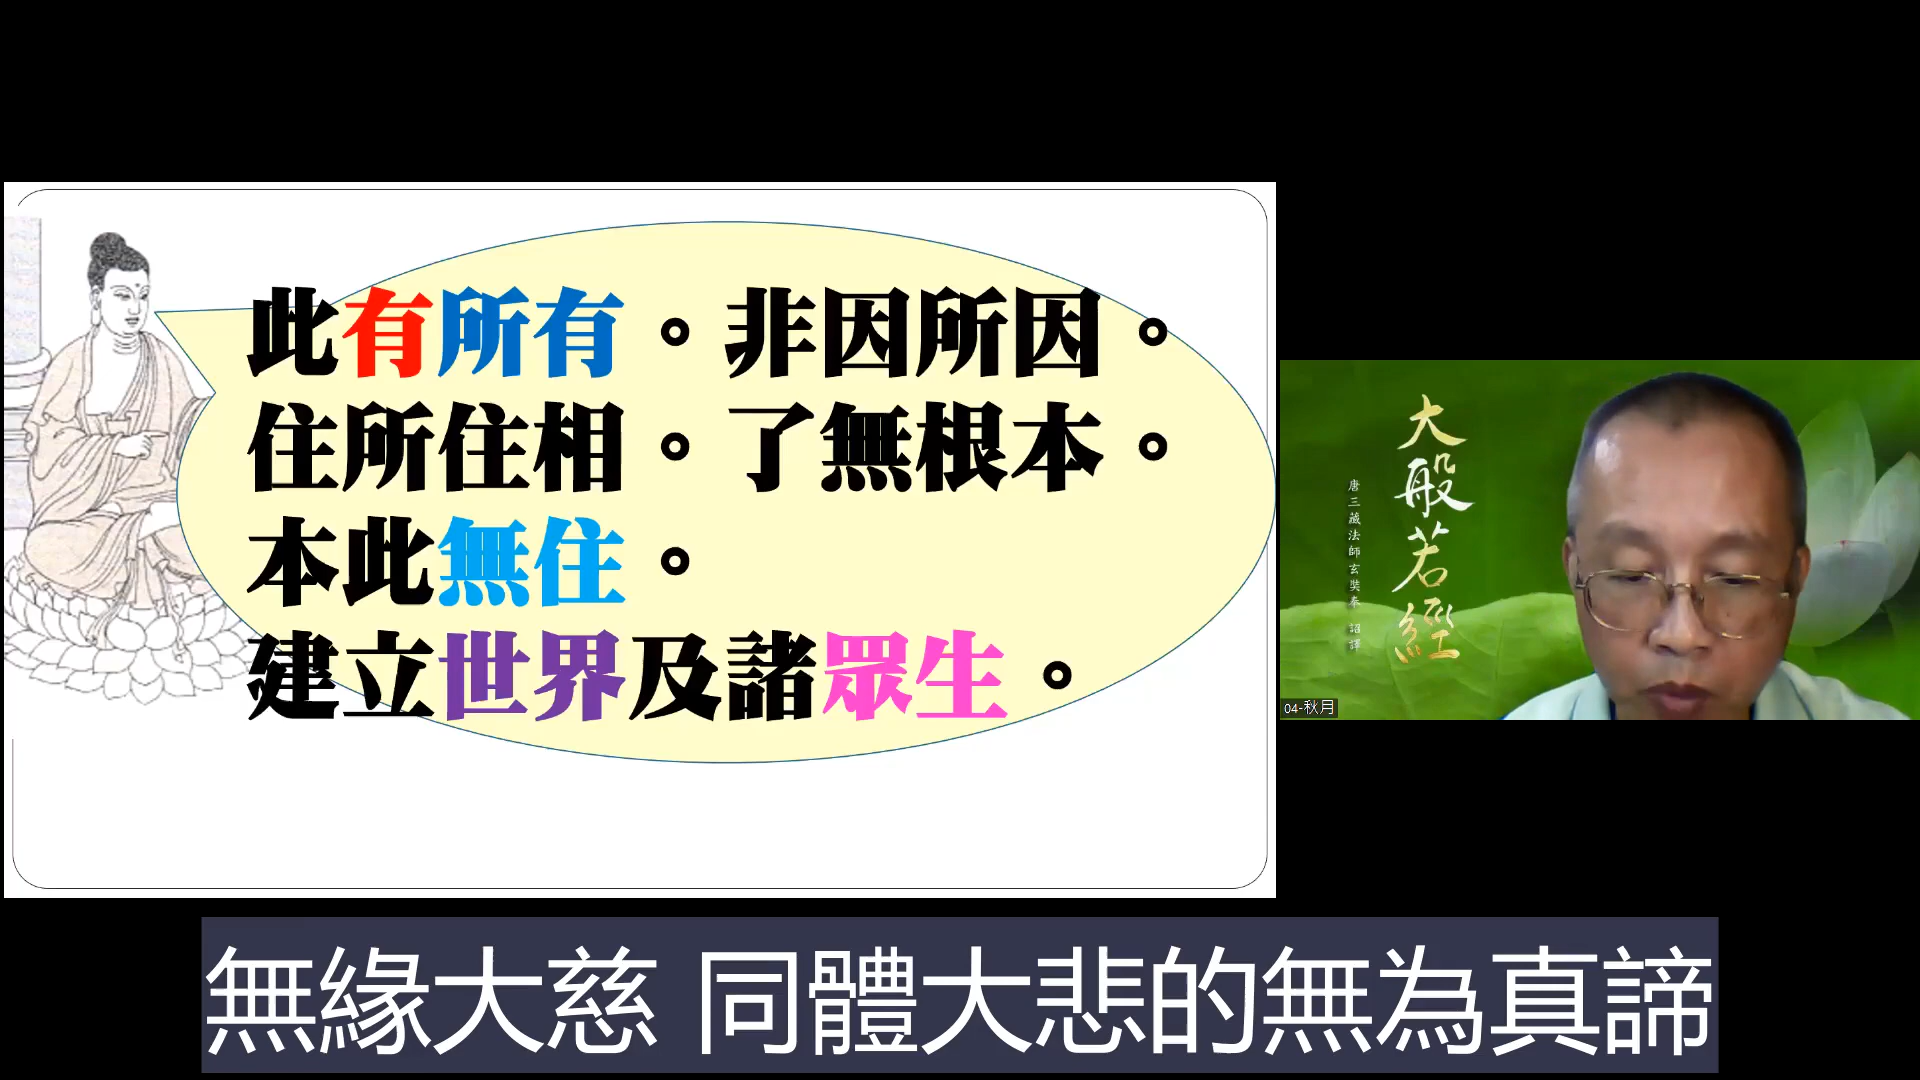 此有所有。非因所因。
住所住相。了無根本。
本此無住。
建立世界及諸眾生。
大般若經
唐三藏法師玄奘奉 詔譯
04-秋月
無緣大慈 同體大悲的無為真諦